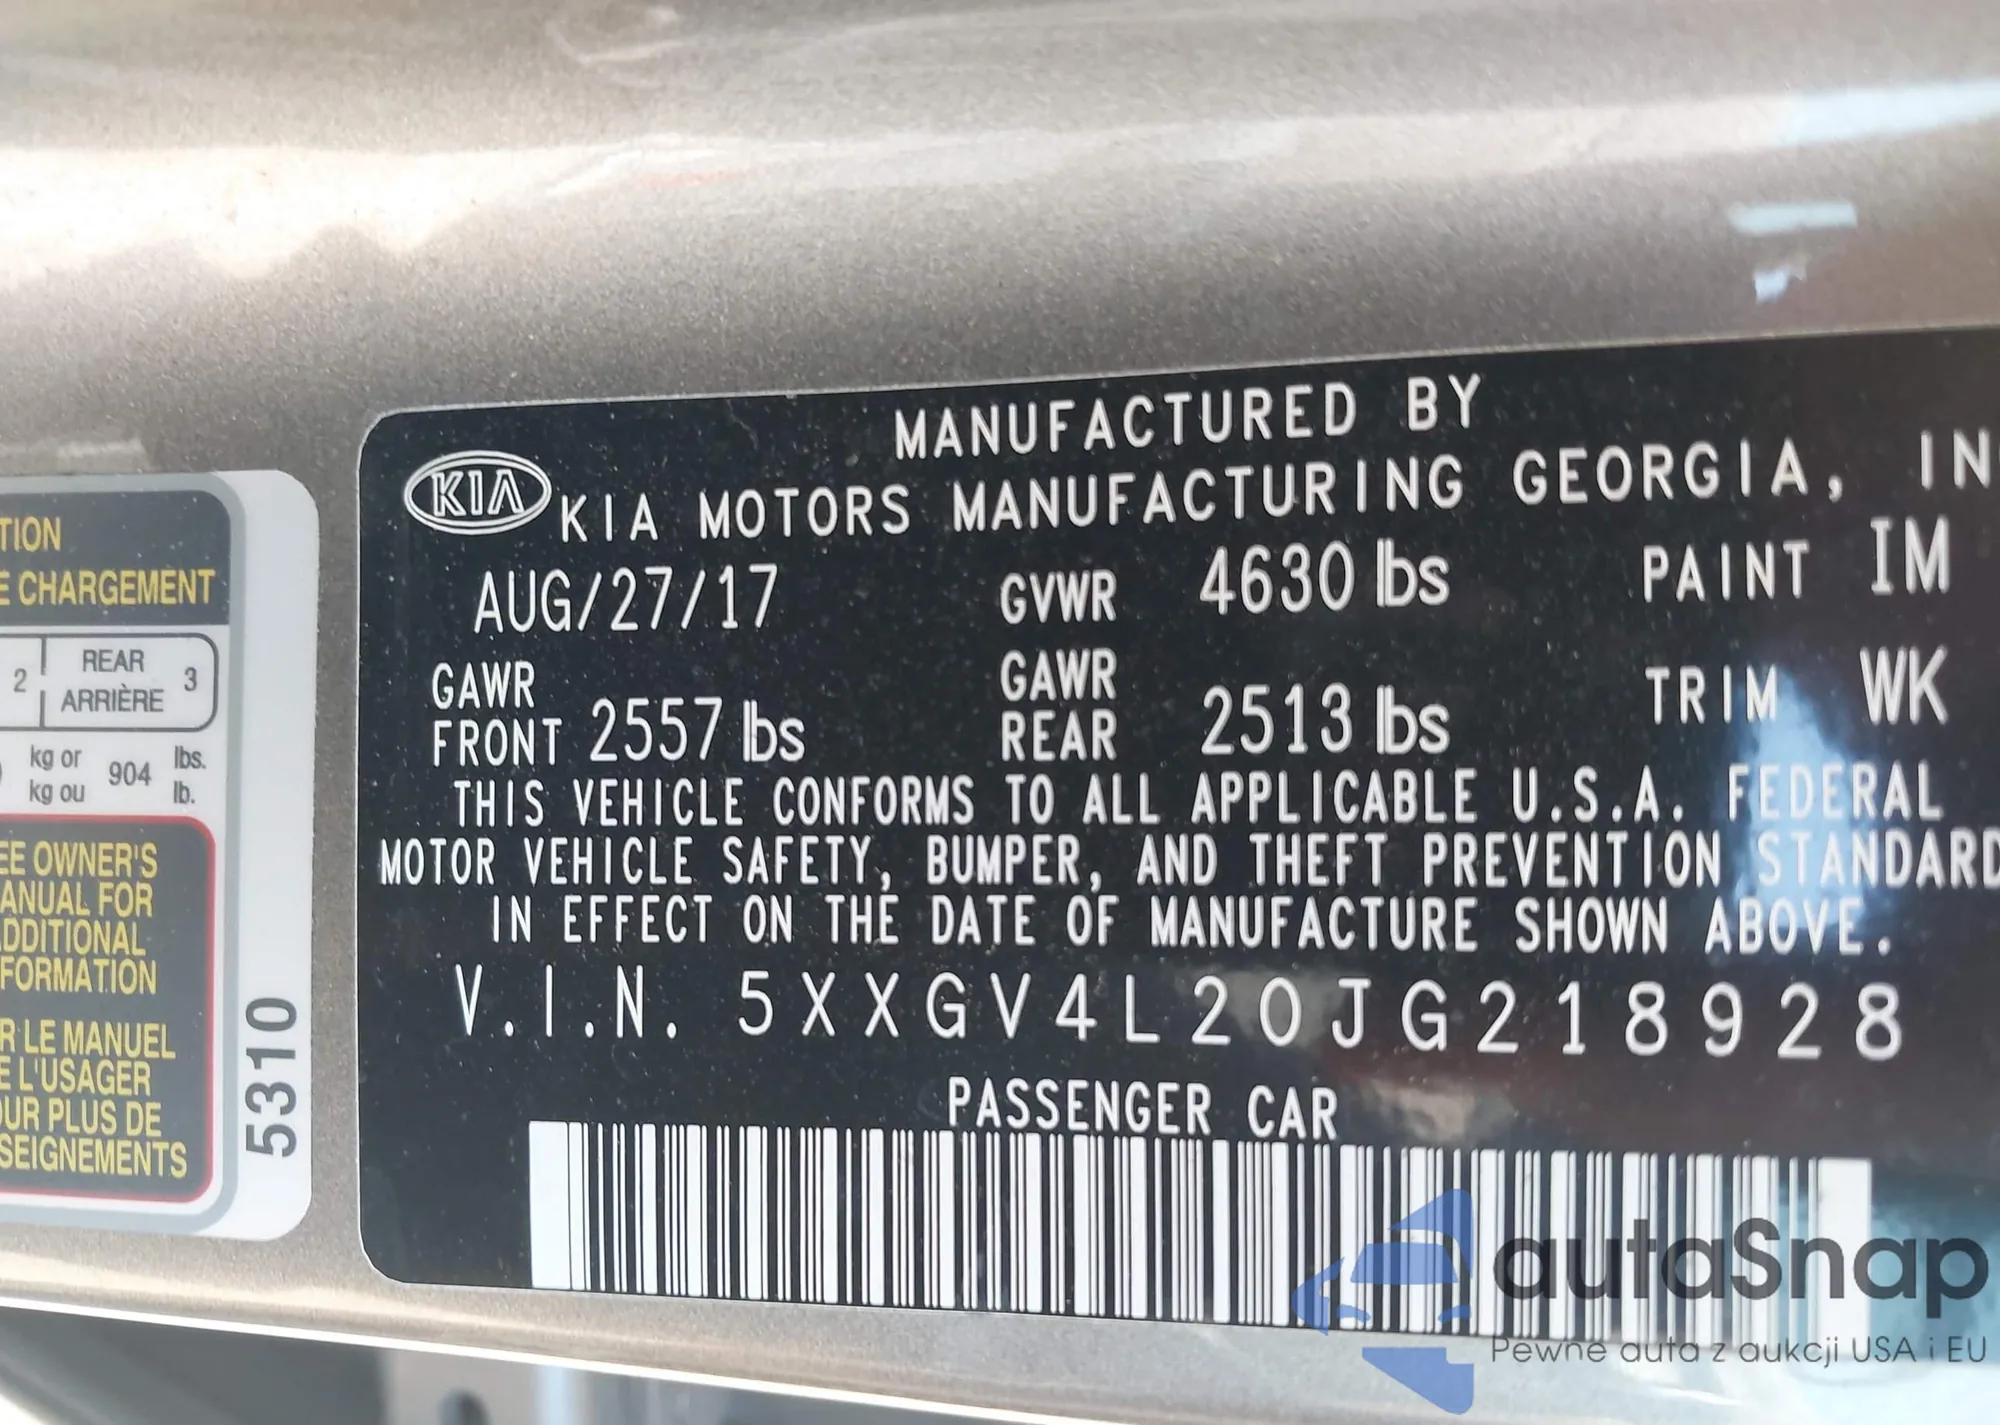 TION
E CHARGEMENT
2 REAR 3
ARRIÈRE
kg or 904 lbs.
kg ou lb.
EE OWNER'S
ANUAL FOR
DDITIONAL
FORMATION
R LE MANUEL
E L'USAGER
OUR PLUS DE
SEIGNEMENTS
5310
MANUFACTURED BY
KIA KIA MOTORS MANUFACTURING GEORGIA, IN
AUG/27/17 GVWR 4630 lbs PAINT IM
GAWR FRONT 2557 lbs GAWR REAR 2513 lbs TRIM WK
THIS VEHICLE CONFORMS TO ALL APPLICABLE U.S.A. FEDERAL
MOTOR VEHICLE SAFETY, BUMPER, AND THEFT PREVENTION STANDARD
IN EFFECT ON THE DATE OF MANUFACTURE SHOWN ABOVE.
V.I.N. 5XXGV4L20JG218928
PASSENGER CAR
autaSnap
Pewne auta z aukcji USA i EU